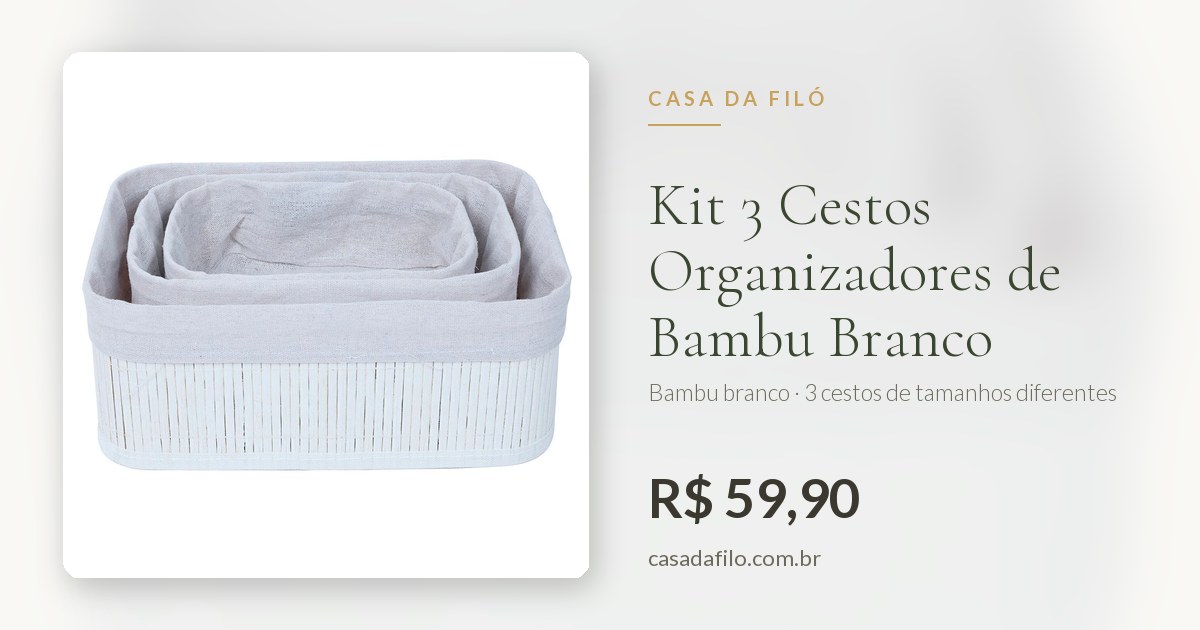 CASA DA FILÓ
Kit 3 Cestos
Organizadores de
Bambu Branco
Bambu branco · 3 cestos de tamanhos diferentes
R$ 59,90
casadafilo.com.br